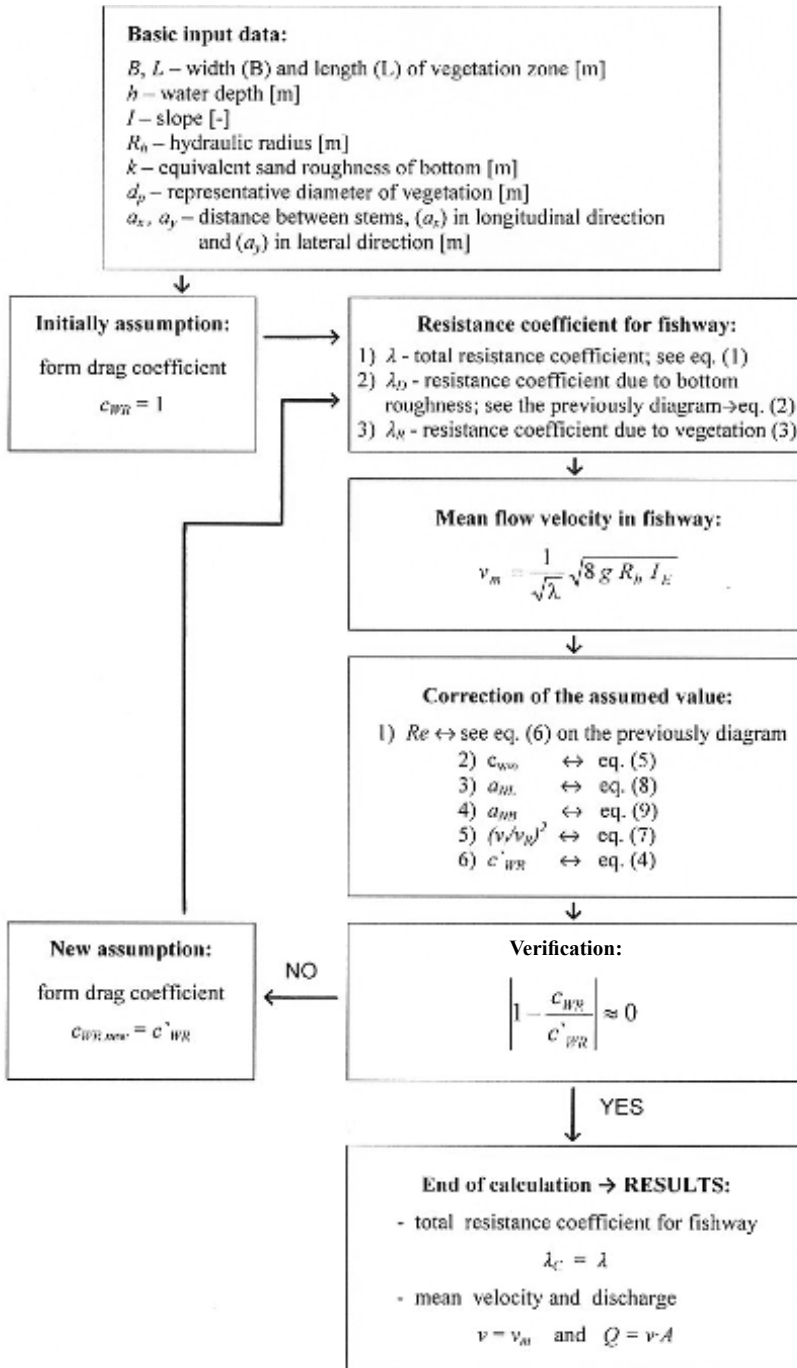 Basic input data:
B, L – width (B) and length (L) of vegetation zone [m]
h – water depth [m]
I – slope [-]
Rₕ – hydraulic radius [m]
k – equivalent sand roughness of bottom [m]
dₚ – representative diameter of vegetation [m]
aₓ, a_y – distance between stems, (aₓ) in longitudinal direction
and (a_y) in lateral direction [m]
Initially assumption:
form drag coefficient
c_WR = 1
Resistance coefficient for fishway:
1) λ - total resistance coefficient; see eq. (1)
2) λ_D - resistance coefficient due to bottom
roughness; see the previously diagram→eq. (2)
3) λ_R - resistance coefficient due to vegetation (3)
Mean flow velocity in fishway:
v_m = 1/√λ √(8 g R_h I_E)
Correction of the assumed value:
1) Re ↔ see eq. (6) on the previously diagram
2) c_W∞ ↔ eq. (5)
3) a_NL ↔ eq. (8)
4) a_NB ↔ eq. (9)
5) (vᵢ/v_R)² ↔ eq. (7)
6) c`_WR ↔ eq. (4)
Verification:
|1 − c_WR/c`_WR| ≈ 0
NO
New assumption:
form drag coefficient
c_WR,new = c`_WR
YES
End of calculation → RESULTS:
- total resistance coefficient for fishway
λ_C = λ
- mean velocity and discharge
v = v_m and Q = v·A